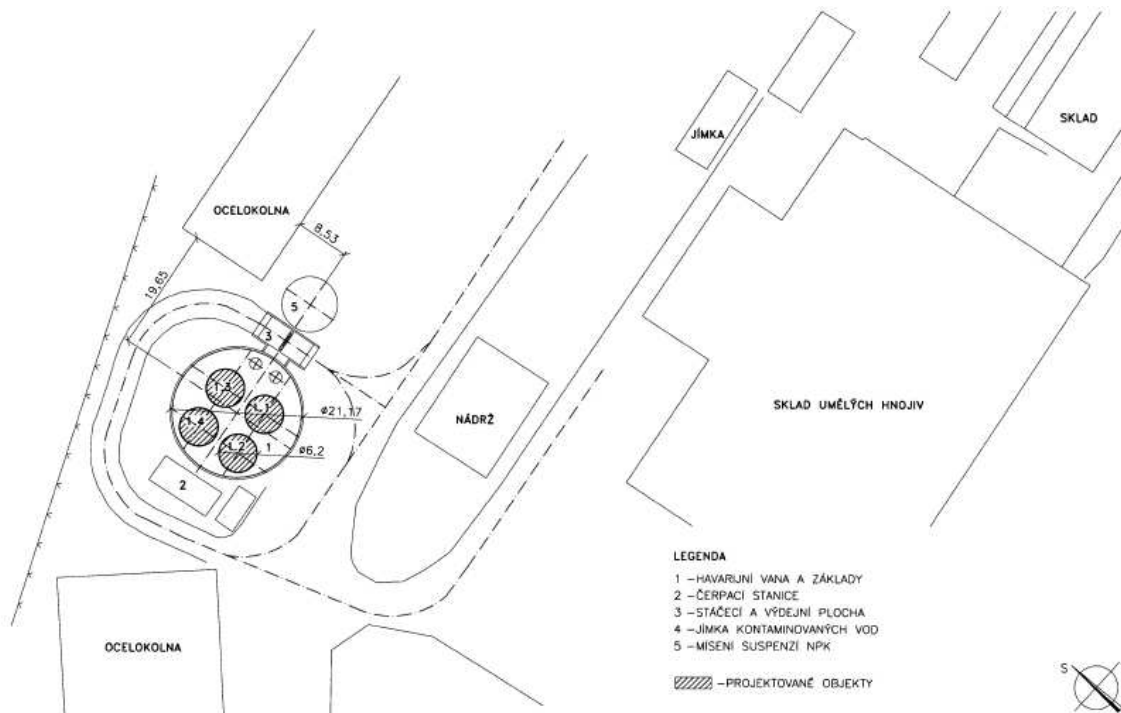 JÍMKA
SKLAD
OCELOKOLNA
8,53
19,65
5
3
1.3
1.1
1.4
1.2
1
ø21,17
ø6,2
2
NÁDRŽ
SKLAD UMĚLÝCH HNOJIV
OCELOKOLNA
LEGENDA
1 –HAVARIJNÍ VANA A ZÁKLADY
2 –ČERPACÍ STANICE
3 –STÁČECÍ A VÝDEJNÍ PLOCHA
4 –JÍMKA KONTAMINOVANÝCH VOD
5 –MÍSENÍ SUSPENZÍ NPK
–PROJEKTOVANÉ OBJEKTY
S